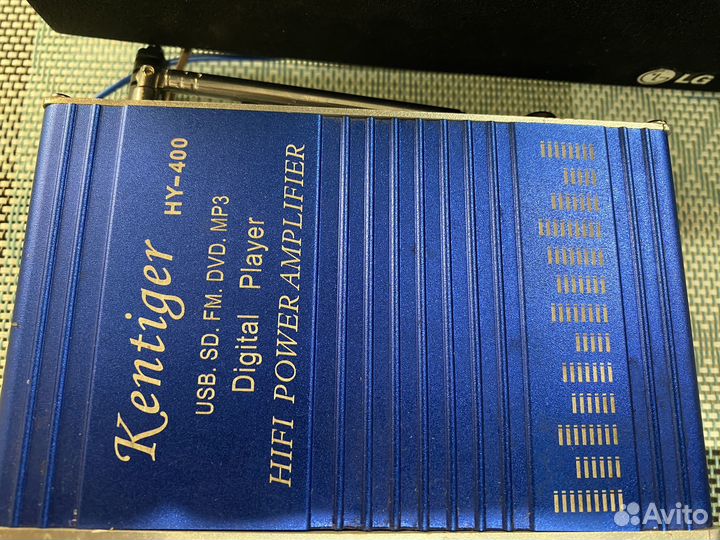 Kentiger HY-400
USB. SD. FM. DVD. MP3
Digital Player
HIFI POWER AMPLIFIER
LG
Avito